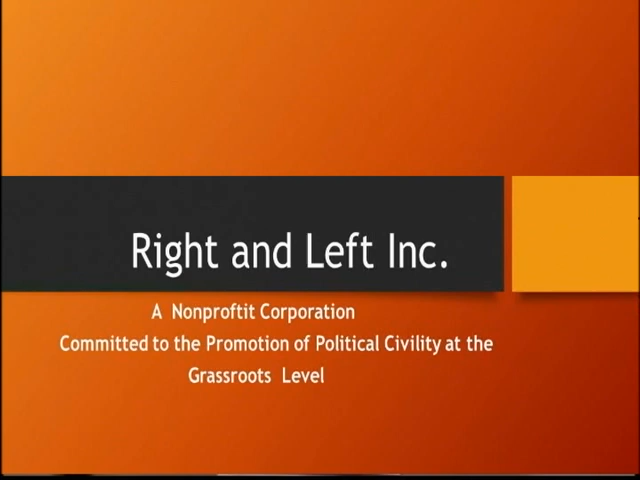 Right and Left Inc.
A Nonproftit Corporation
Committed to the Promotion of Political Civility at the
Grassroots Level